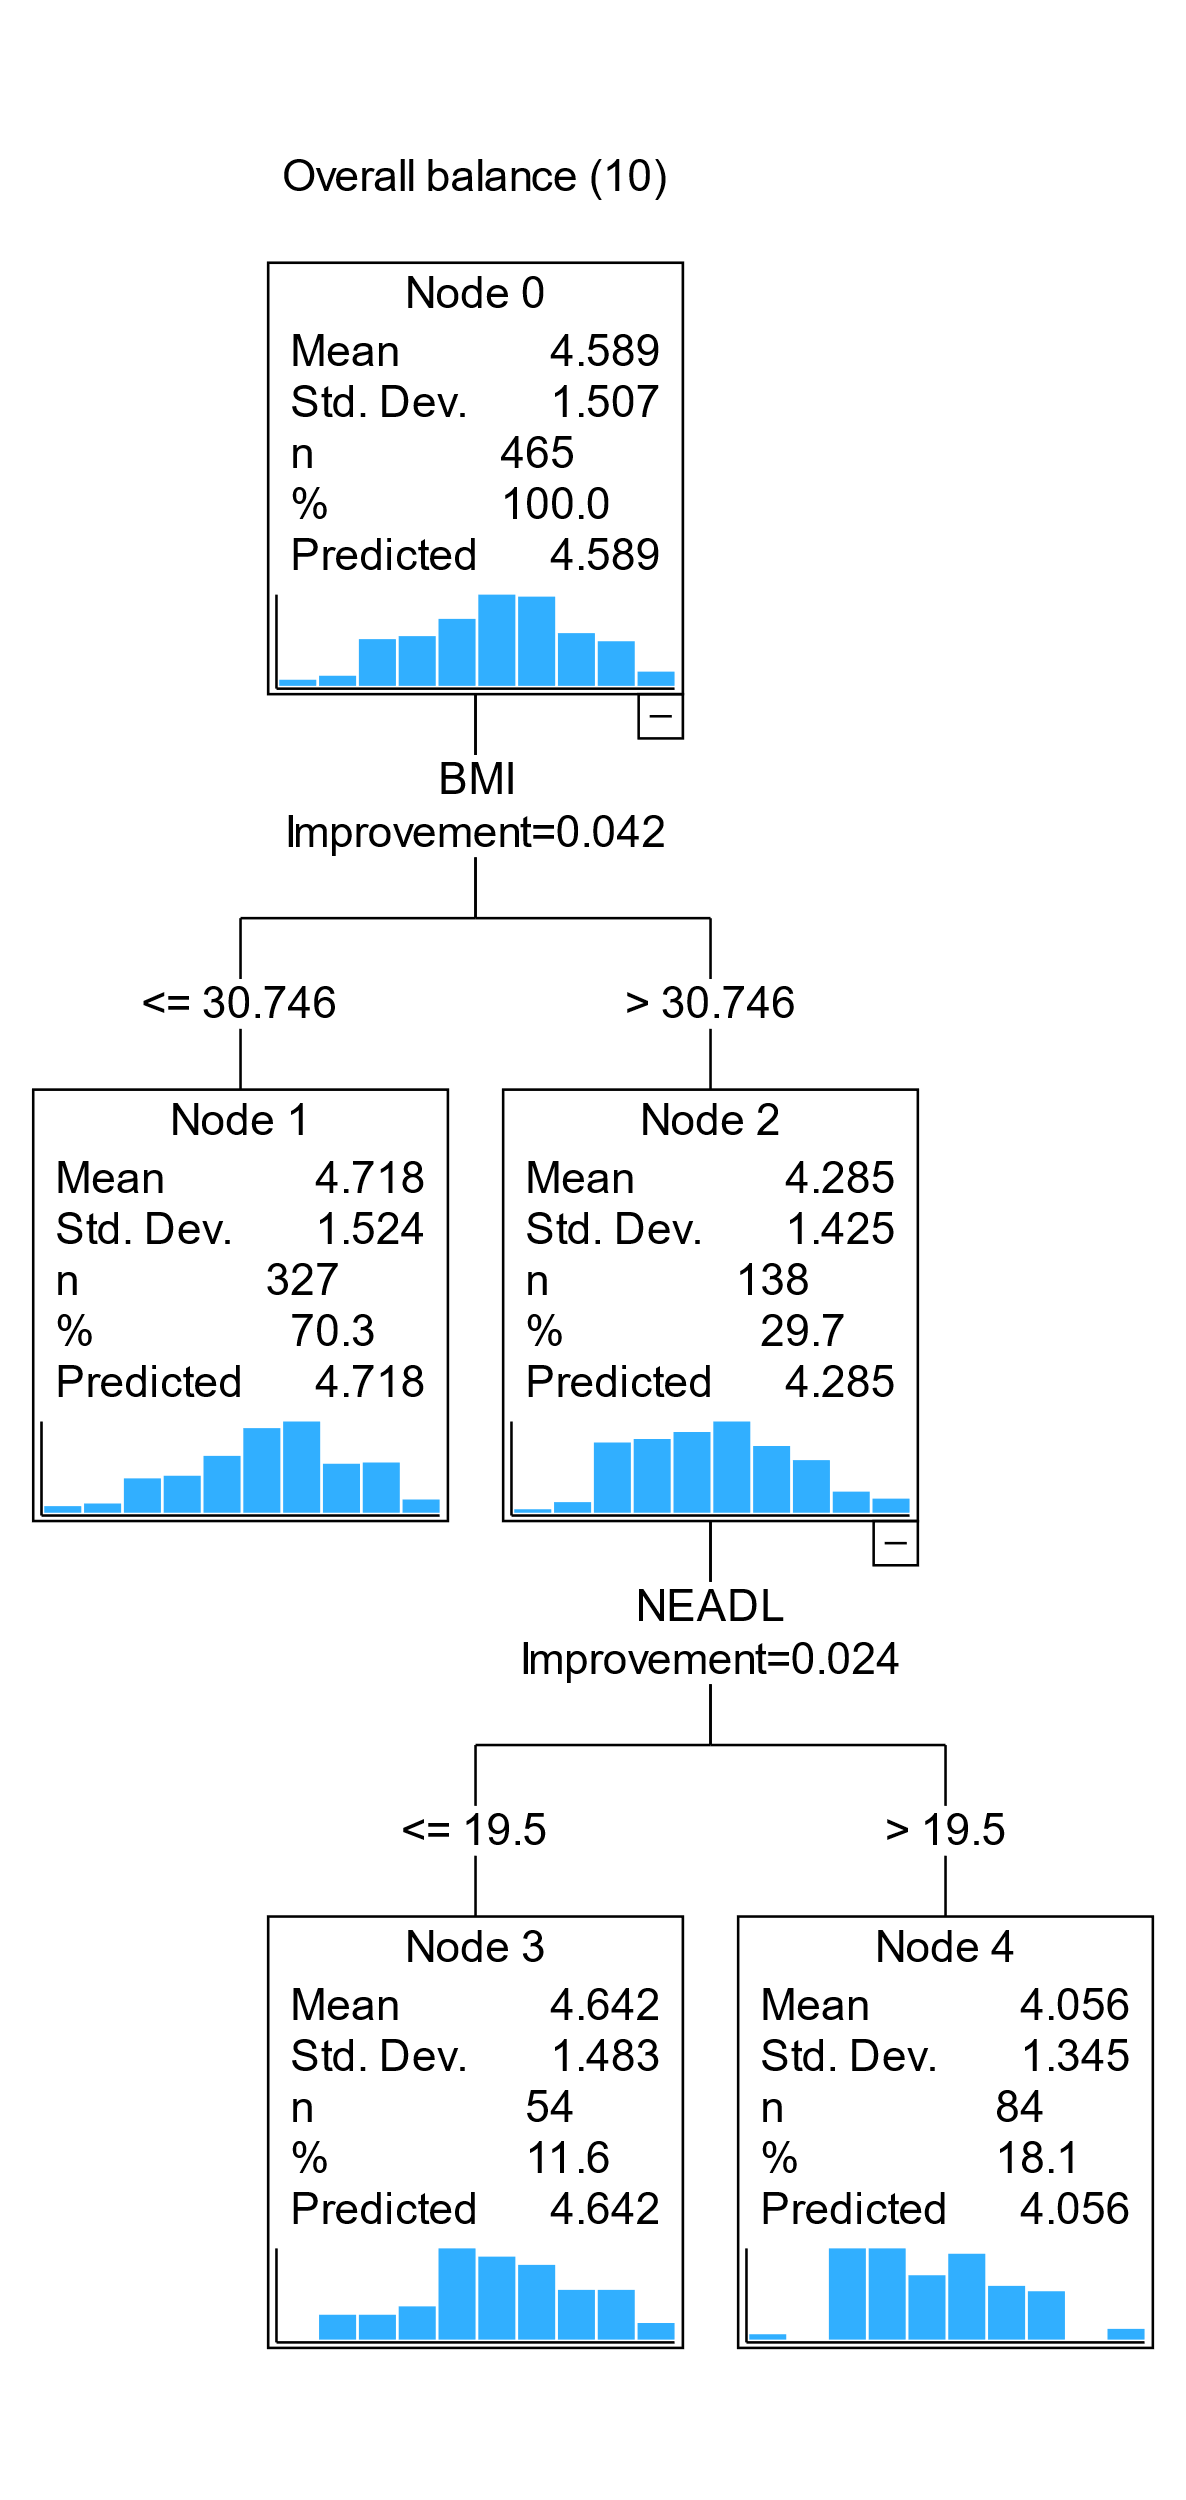 Overall balance (10)
Node 0
Mean 4.589
Std. Dev. 1.507
n 465
% 100.0
Predicted 4.589
BMI
Improvement=0.042
<= 30.746 > 30.746
Node 1
Mean 4.718
Std. Dev. 1.524
n 327
% 70.3
Predicted 4.718
Node 2
Mean 4.285
Std. Dev. 1.425
n 138
% 29.7
Predicted 4.285
NEADL
Improvement=0.024
<= 19.5 > 19.5
Node 3
Mean 4.642
Std. Dev. 1.483
n 54
% 11.6
Predicted 4.642
Node 4
Mean 4.056
Std. Dev. 1.345
n 84
% 18.1
Predicted 4.056